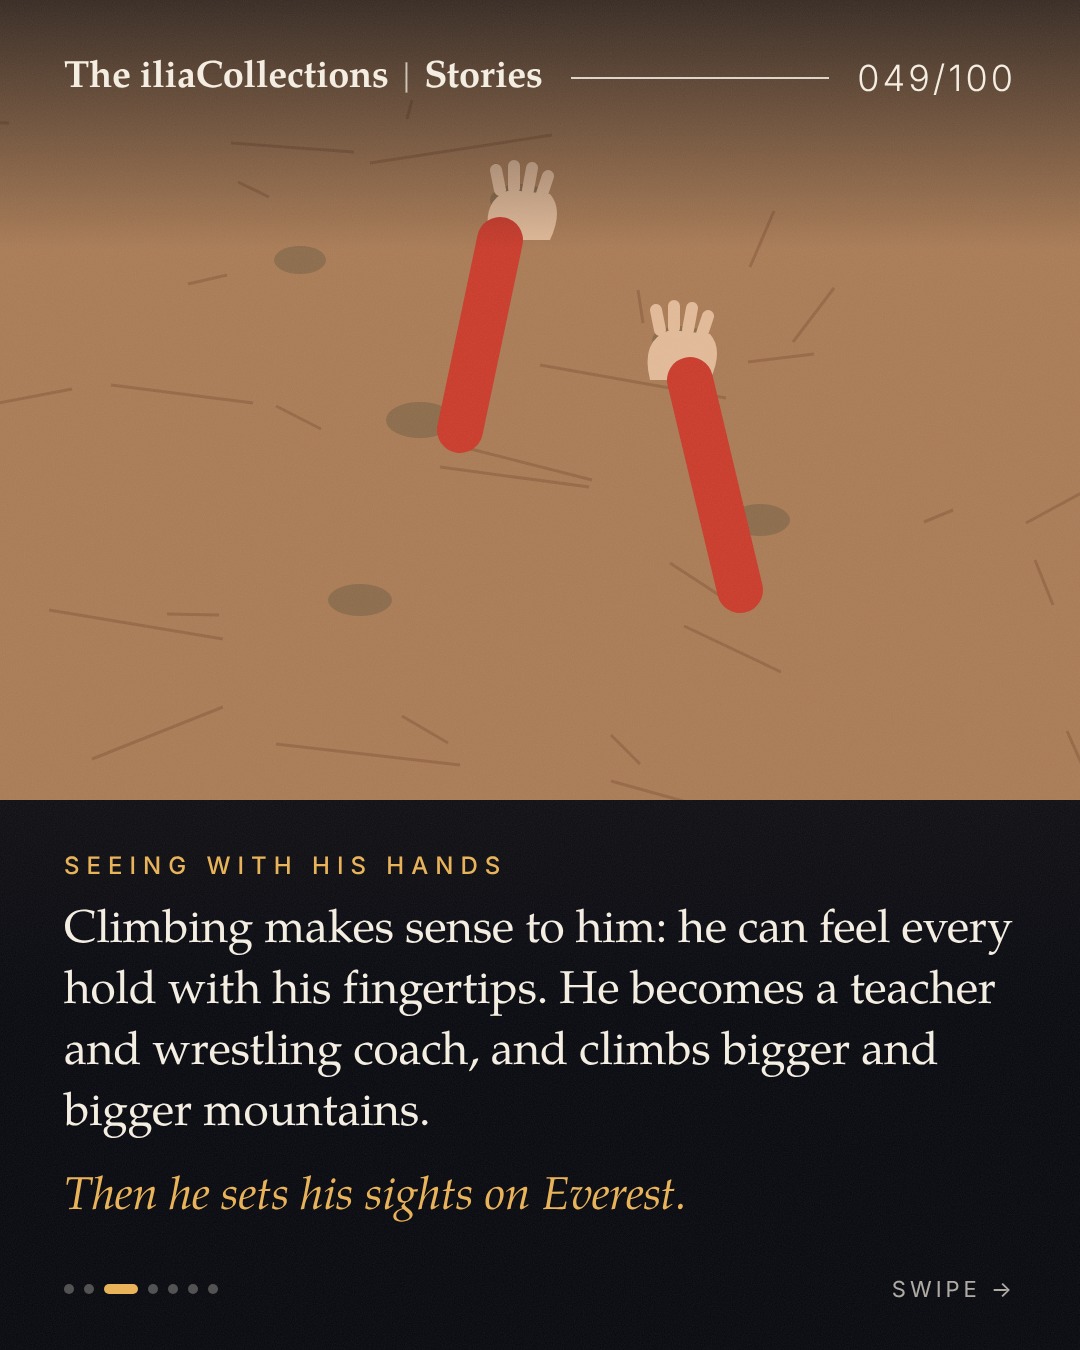 The iliaCollections | Stories 049/100
SEEING WITH HIS HANDS
Climbing makes sense to him: he can feel every
hold with his fingertips. He becomes a teacher
and wrestling coach, and climbs bigger and
bigger mountains.
Then he sets his sights on Everest.
SWIPE →